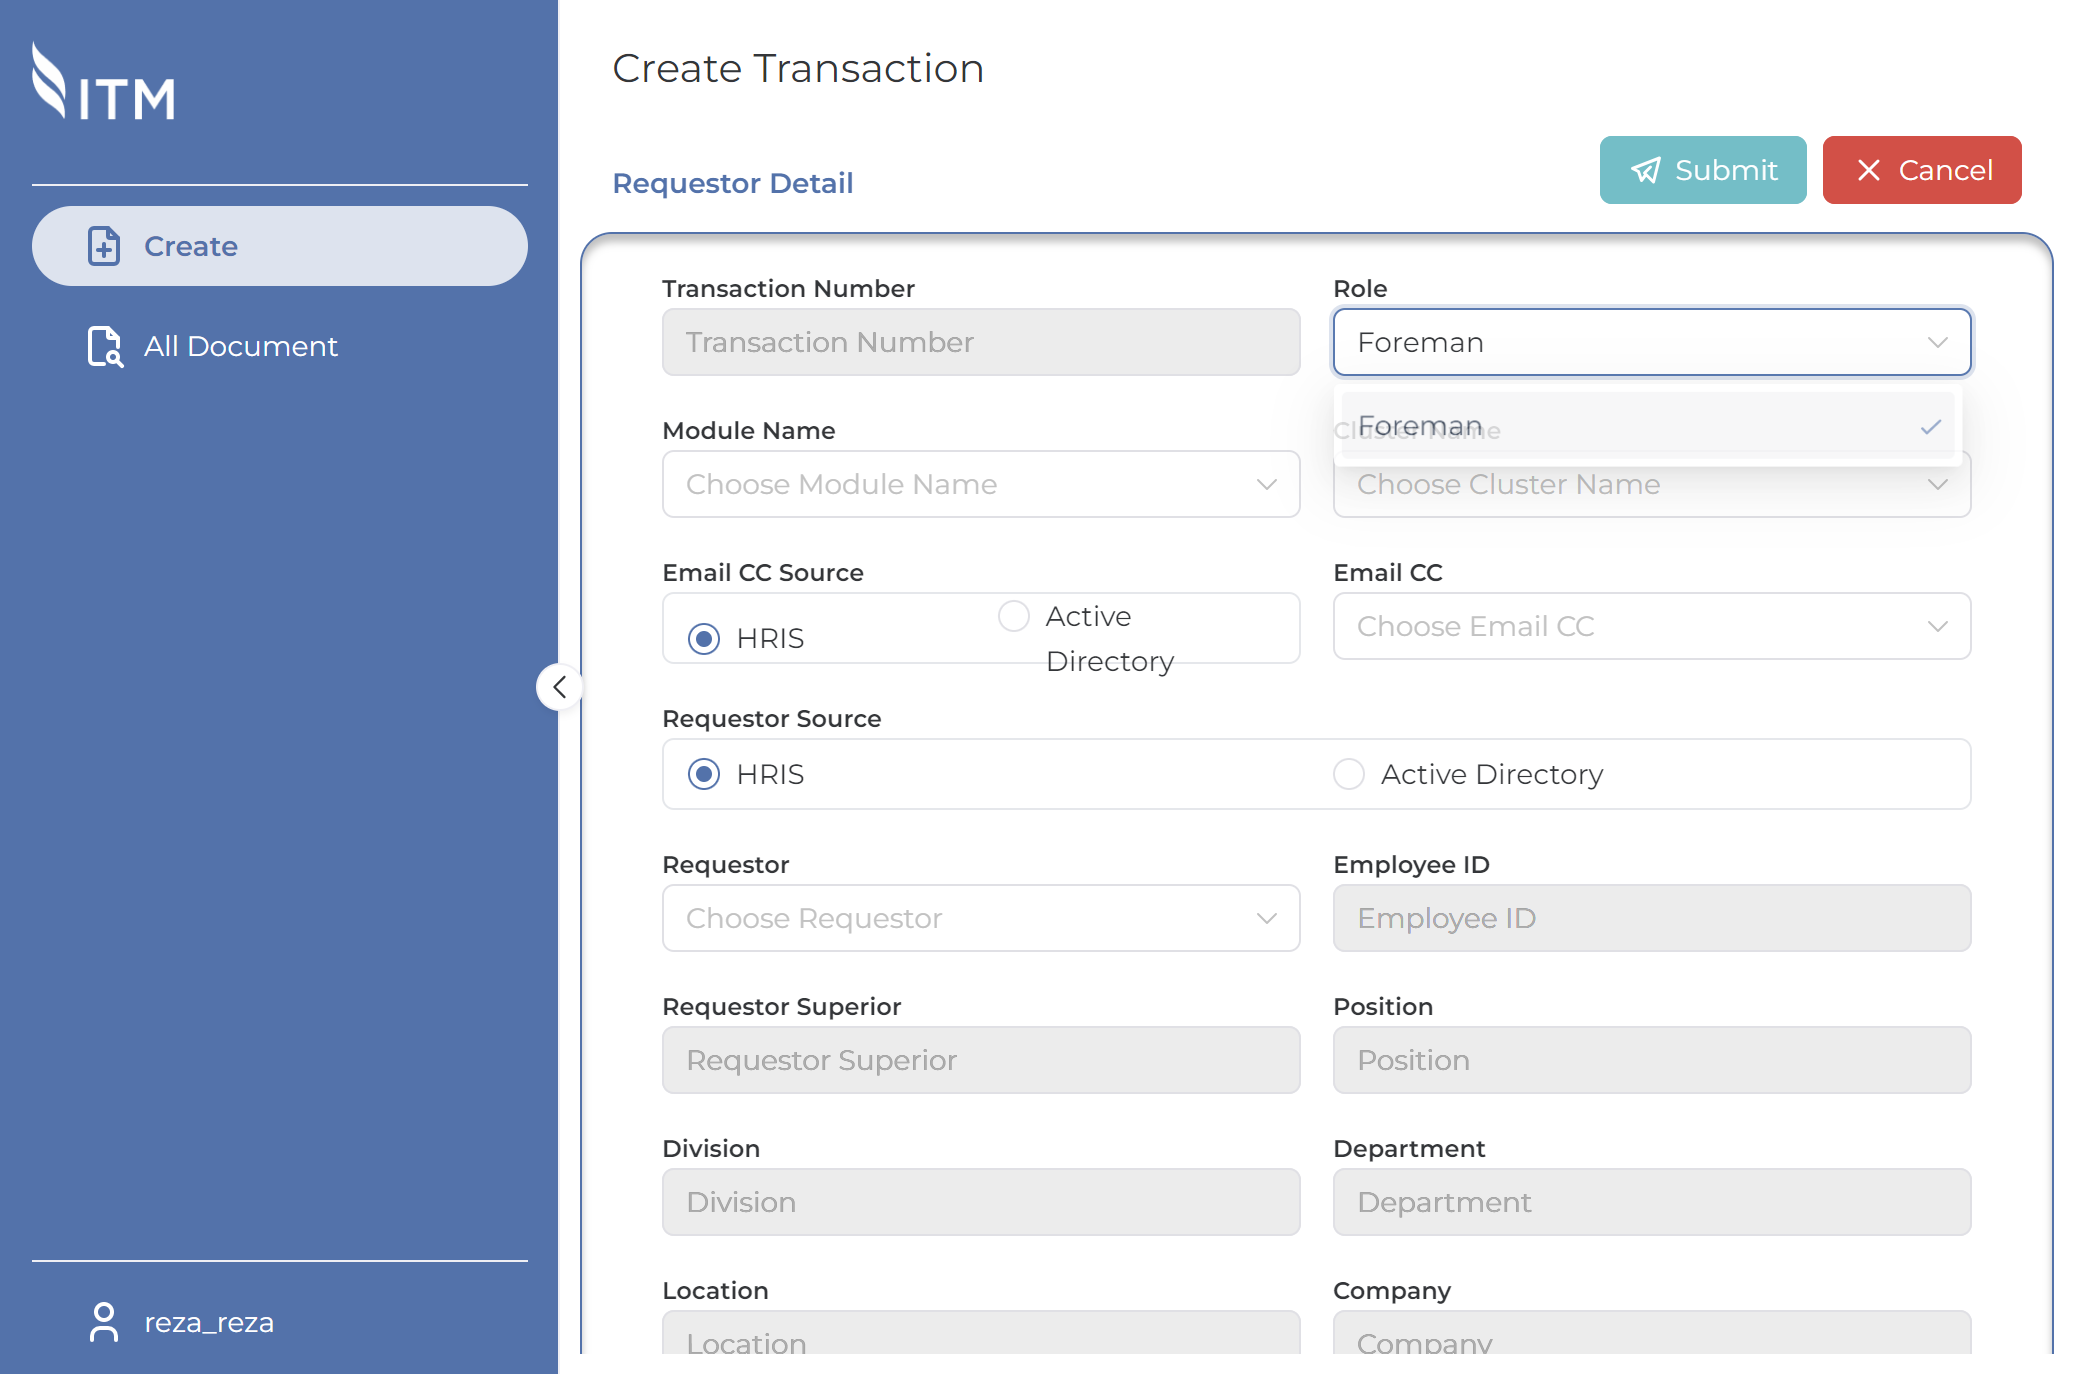 ITM
Create
All Document
reza_reza
Create Transaction
Requestor Detail
Submit
Cancel
Transaction Number
Transaction Number
Role
Foreman
Foreman
Module Name
Choose Module Name
Cluster Name
Choose Cluster Name
Email CC Source
HRIS
Active
Directory
Email CC
Choose Email CC
Requestor Source
HRIS
Active Directory
Requestor
Choose Requestor
Employee ID
Employee ID
Requestor Superior
Requestor Superior
Position
Position
Division
Division
Department
Department
Location
Location
Company
Company